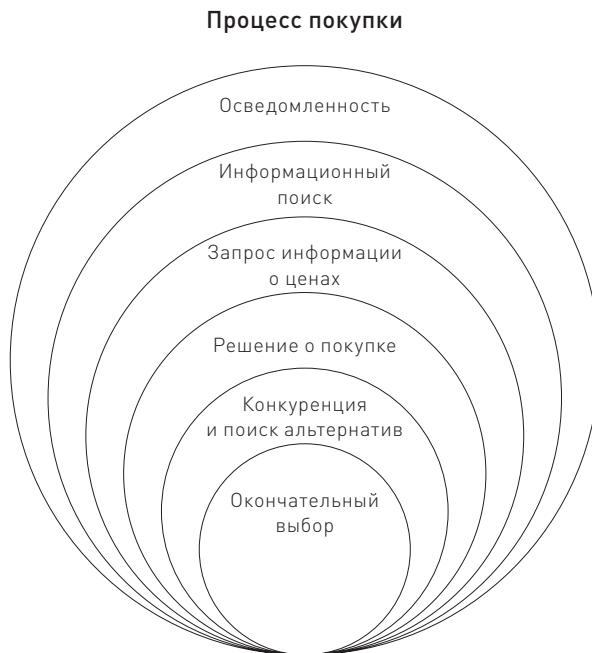 Процесс покупки
Осведомленность
Информационный
поиск
Запрос информации
о ценах
Решение о покупке
Конкуренция
и поиск альтернатив
Окончательный
выбор